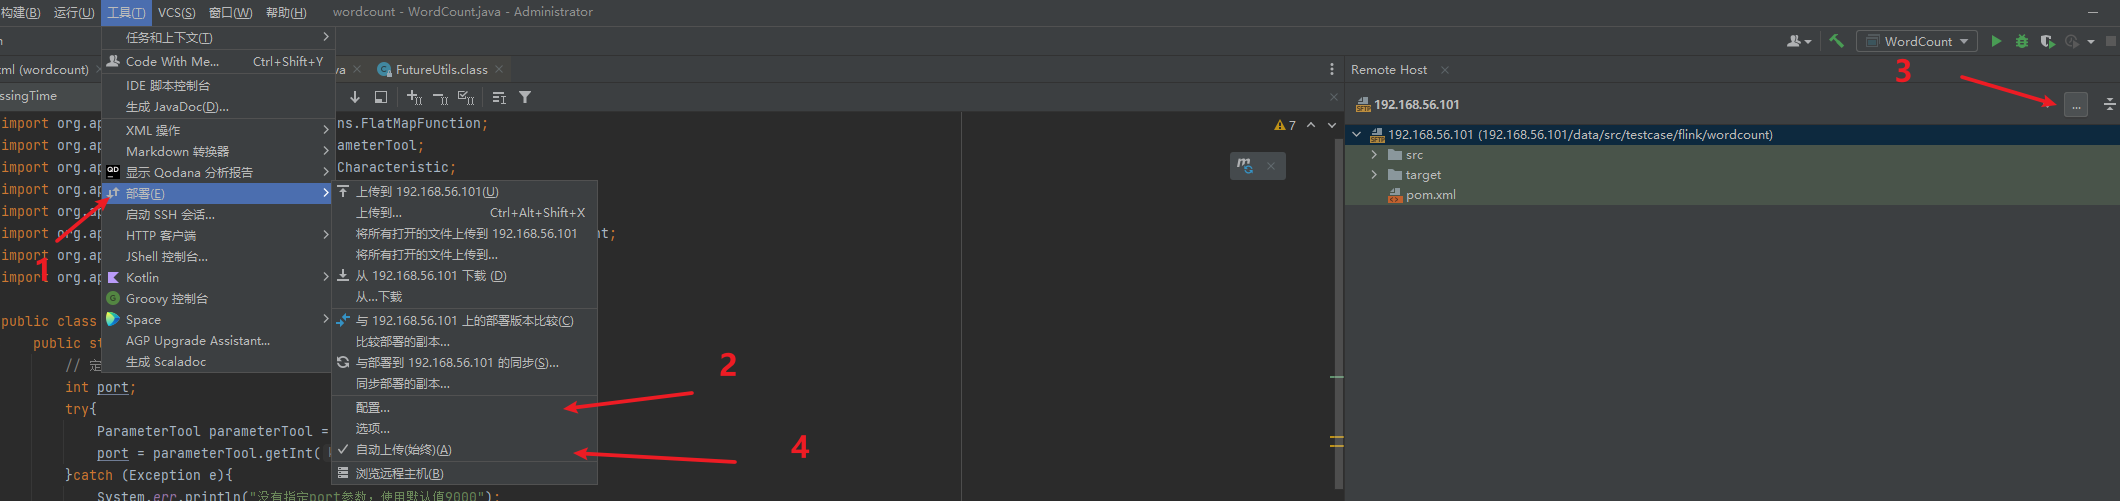 构建(B) 运行(U) 工具(T) VCS(S) 窗口(W) 帮助(H) wordcount - WordCount.java - Administrator
WordCount
ml (wordcount)
va
FutureUtils.class
ssingTime
任务和上下文(T)
Code With Me... Ctrl+Shift+Y
IDE 脚本控制台
生成 JavaDoc(D)...
XML 操作
Markdown 转换器
QD 显示 Qodana 分析报告
部署(E)
启动 SSH 会话...
HTTP 客户端
JShell 控制台...
Kotlin
G Groovy 控制台
Space
AGP Upgrade Assistant...
生成 Scaladoc
上传到 192.168.56.101(U)
上传到... Ctrl+Alt+Shift+X
将所有打开的文件上传到 192.168.56.101
将所有打开的文件上传到...
从 192.168.56.101 下载 (D)
从...下载
与 192.168.56.101 上的部署版本比较(C)
比较部署的副本...
与部署到 192.168.56.101 的同步(S)...
同步部署的副本...
配置...
选项...
自动上传(始终)(A)
浏览远程主机(B)
1
2
3
4
import org.ap ns.FlatMapFunction;
import org.ap ameterTool;
import org.ap Characteristic;
import org.ap
import org.ap
import org.ap nt;
import org.ap
import org.ap
public class
public st
// 定
int port;
try{
ParameterTool parameterTool =
port = parameterTool.getInt(
}catch (Exception e){
System.err.println("没有指定port参数，使用默认值9000");
7
m
Remote Host
SFTP 192.168.56.101 ...
SFTP 192.168.56.101 (192.168.56.101/data/src/testcase/flink/wordcount)
src
target
pom.xml